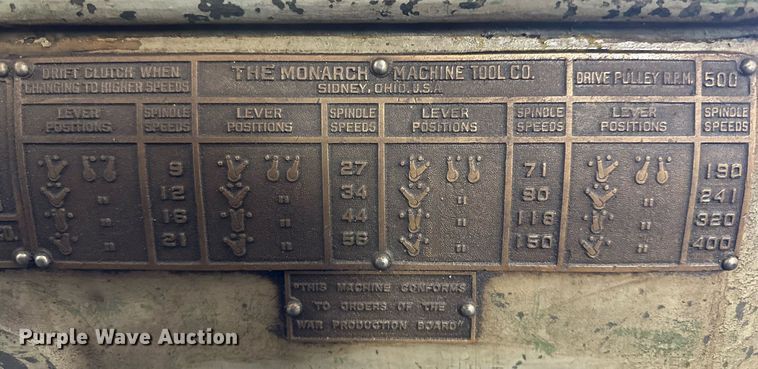 DRIFT CLUTCH WHEN
CHANGING TO HIGHER SPEEDS
THE MONARCH MACHINE TOOL CO.
SIDNEY, OHIO, U.S.A.
DRIVE PULLEY R.P.M. 500
LEVER POSITIONS SPINDLE SPEEDS LEVER POSITIONS SPINDLE SPEEDS LEVER POSITIONS SPINDLE SPEEDS LEVER POSITIONS SPINDLE SPEEDS
9 27 71 190
" 12 " 34 " 90 " 241
" 16 " 44 " 118 " 320
" 21 " 56 " 150 " 400
"THIS MACHINE CONFORMS
TO ORDERS OF THE
WAR PRODUCTION BOARD"
Purple Wave Auction